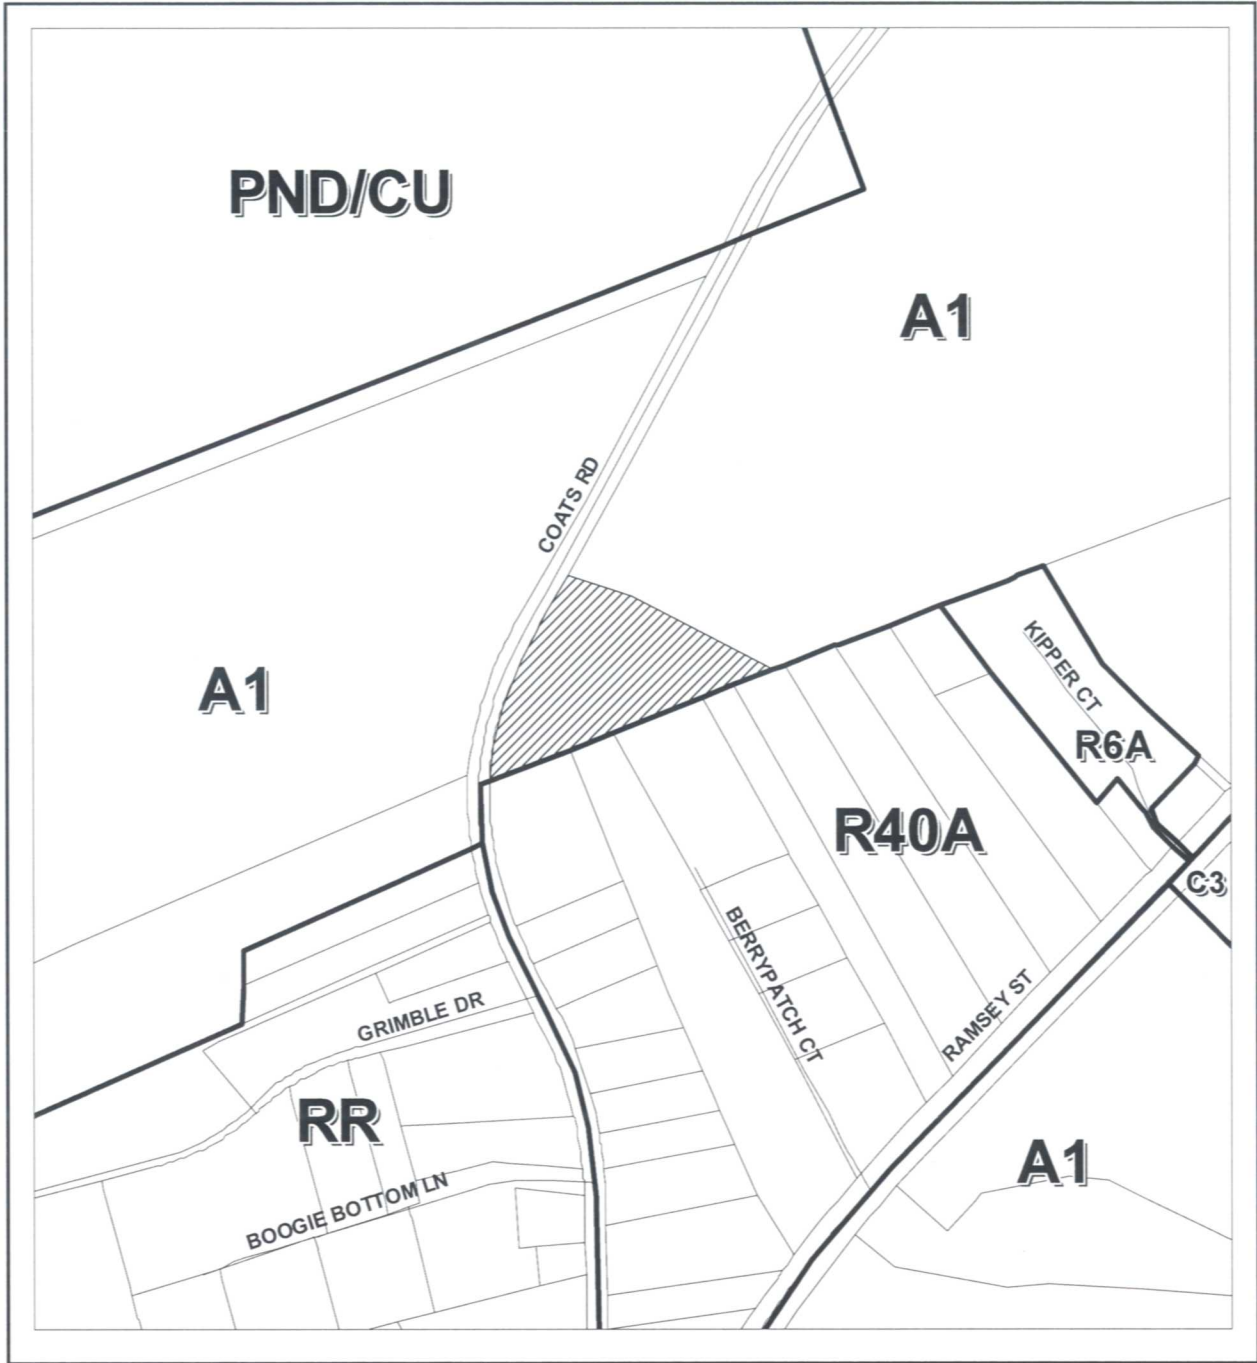 PND/CU
A1
COATS RD
A1
KIPPER CT
R6A
R40A
C3
BERRYPATCH CT
RAMSEY ST
GRIMBLE DR
RR
A1
BOOGIE BOTTOM LN